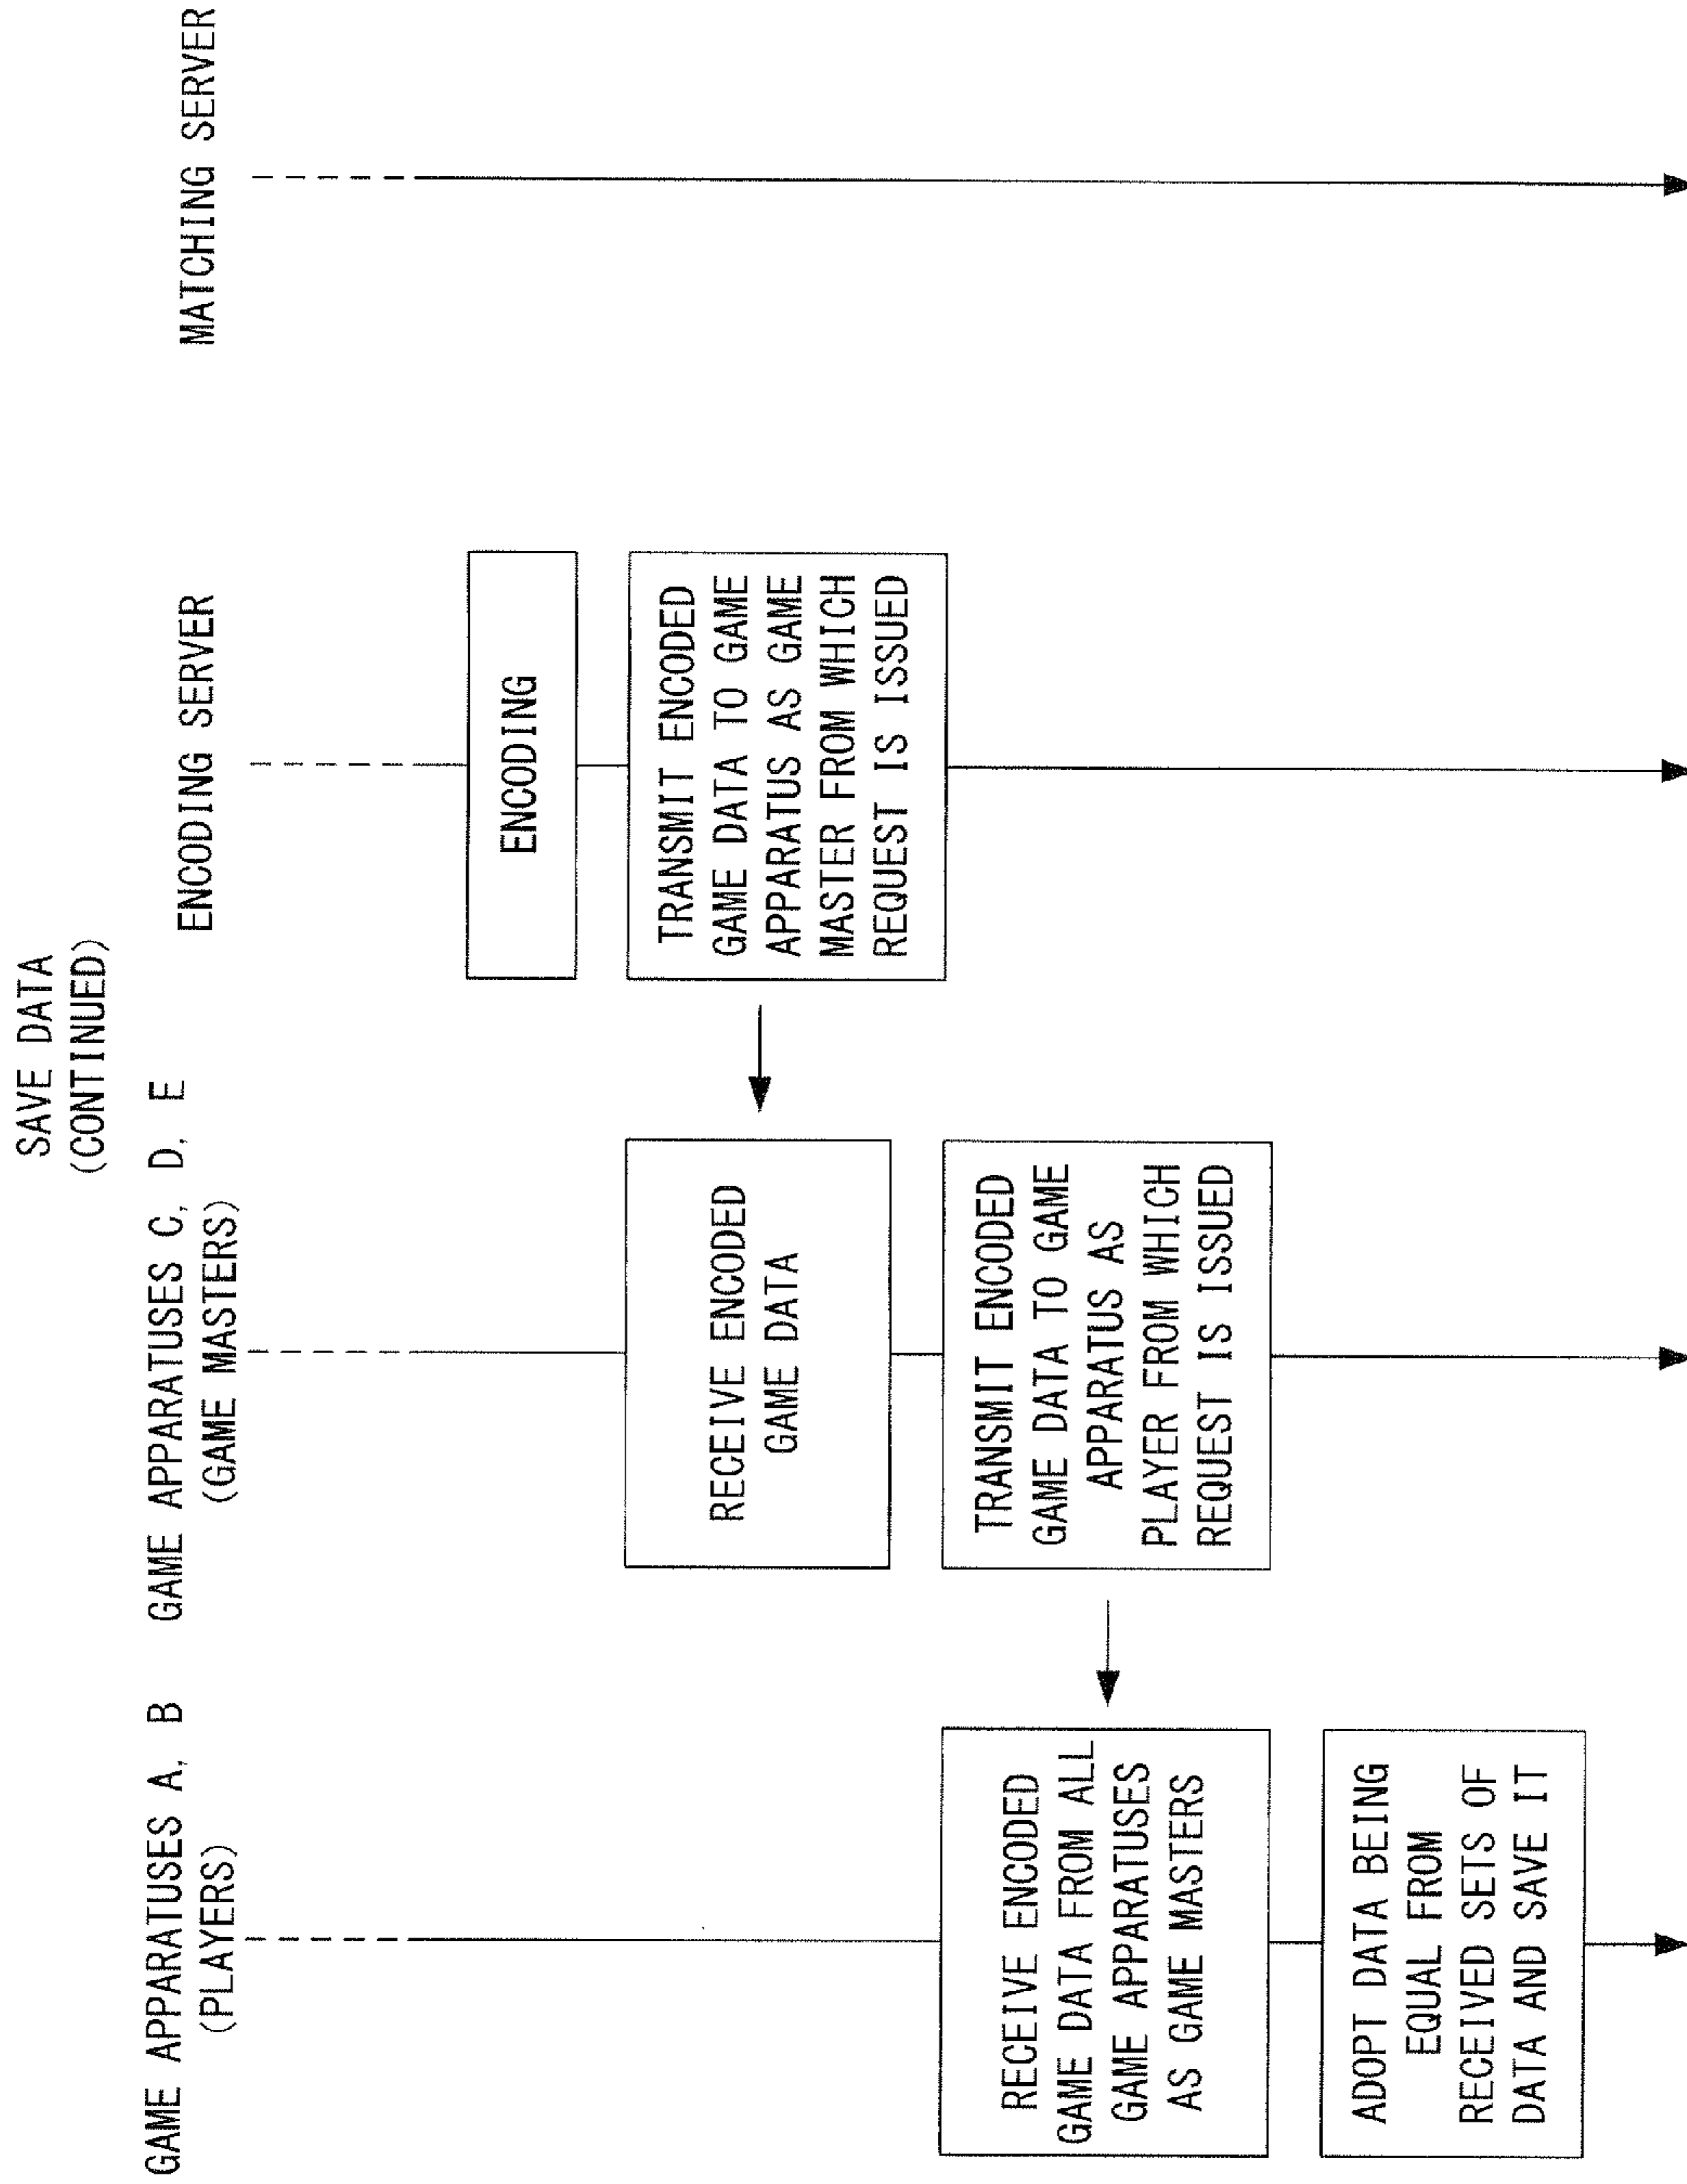 SAVE DATA
(CONTINUED)
GAME APPARATUSES A, B
(PLAYERS)
GAME APPARATUSES C, D, E
(GAME MASTERS)
ENCODING SERVER
MATCHING SERVER
ENCODING
TRANSMIT ENCODED
GAME DATA TO GAME
APPARATUS AS GAME
MASTER FROM WHICH
REQUEST IS ISSUED
RECEIVE ENCODED
GAME DATA
TRANSMIT ENCODED
GAME DATA TO GAME
APPARATUS AS
PLAYER FROM WHICH
REQUEST IS ISSUED
RECEIVE ENCODED
GAME DATA FROM ALL
GAME APPARATUSES
AS GAME MASTERS
ADOPT DATA BEING
EQUAL FROM
RECEIVED SETS OF
DATA AND SAVE IT